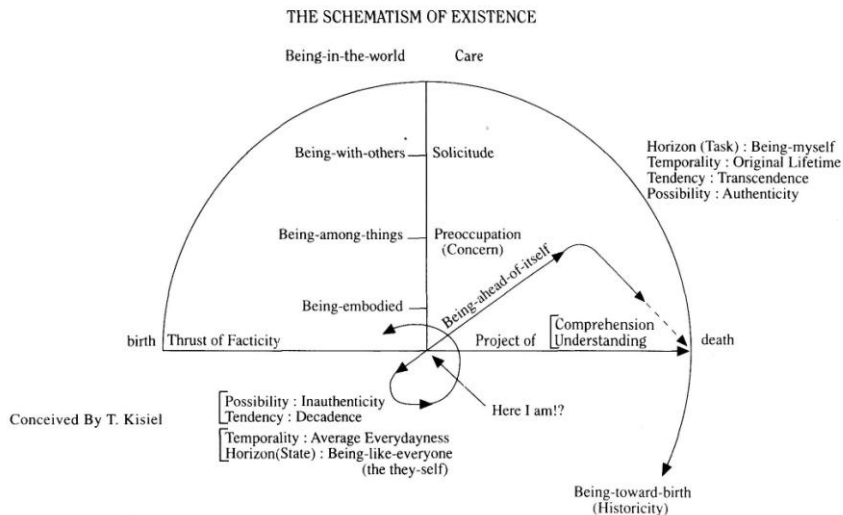 THE SCHEMATISM OF EXISTENCE
Being-in-the-world Care
Being-with-others Solicitude
Horizon (Task) : Being-myself
Temporality : Original Lifetime
Tendency : Transcendence
Possibility : Authenticity
Being-among-things Preoccupation
(Concern)
Being-ahead-of-itself
Being-embodied
birth Thrust of Facticity Project of Comprehension
Understanding death
Possibility : Inauthenticity
Tendency : Decadence
Here I am!?
Conceived By T. Kisiel
Temporality : Average Everydayness
Horizon(State) : Being-like-everyone
(the they-self)
Being-toward-birth
(Historicity)